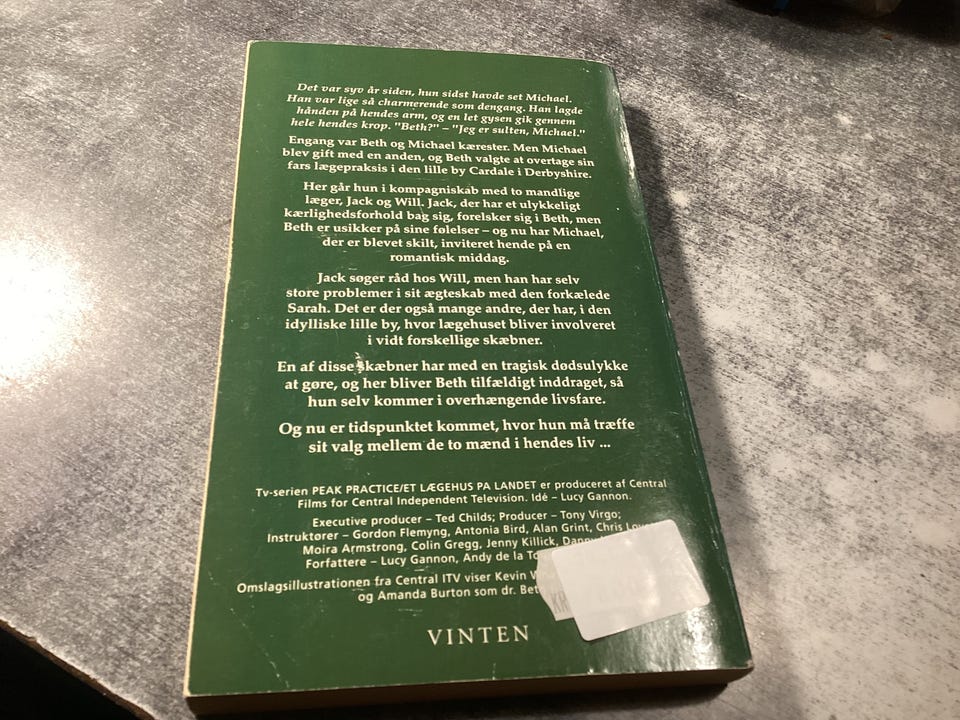 Det var syv år siden, hun sidst havde set Michael.
Han var lige så charmerende som dengang. Han lagde
hånden på hendes arm, og en let gysen gik gennem
hele hendes krop. "Beth?" – "Jeg er sulten, Michael."
Engang var Beth og Michael kærester. Men Michael
blev gift med en anden, og Beth valgte at overtage sin
fars lægepraksis i den lille by Cardale i Derbyshire.
Her går hun i kompagniskab med to mandlige
læger, Jack og Will. Jack, der har et ulykkeligt
kærlighedsforhold bag sig, forelsker sig i Beth, men
Beth er usikker på sine følelser – og nu har Michael,
der er blevet skilt, inviteret hende på en
romantisk middag.
Jack søger råd hos Will, men han har selv
store problemer i sit ægteskab med den forkælede
Sarah. Det er der også mange andre, der har, i den
idylliske lille by, hvor lægehuset bliver involveret
i vidt forskellige skæbner.
En af disse skæbner har med en tragisk dødsulykke
at gøre, og her bliver Beth tilfældigt inddraget, så
hun selv kommer i overhængende livsfare.
Og nu er tidspunktet kommet, hvor hun må træffe
sit valg mellem de to mænd i hendes liv ...
Tv-serien PEAK PRACTICE/ET LÆGEHUS PA LANDET er produceret af Central
Films for Central Independent Television. Idé – Lucy Gannon.
Executive producer – Ted Childs; Producer – Tony Virgo;
Instruktører – Gordon Flemyng, Antonia Bird, Alan Grint, Chris
Moira Armstrong, Colin Gregg, Jenny Killick,
Forfattere – Lucy Gannon, Andy de la
Omslagsillustrationen fra Central ITV viser Kevin
og Amanda Burton som dr.
KR
VINTEN